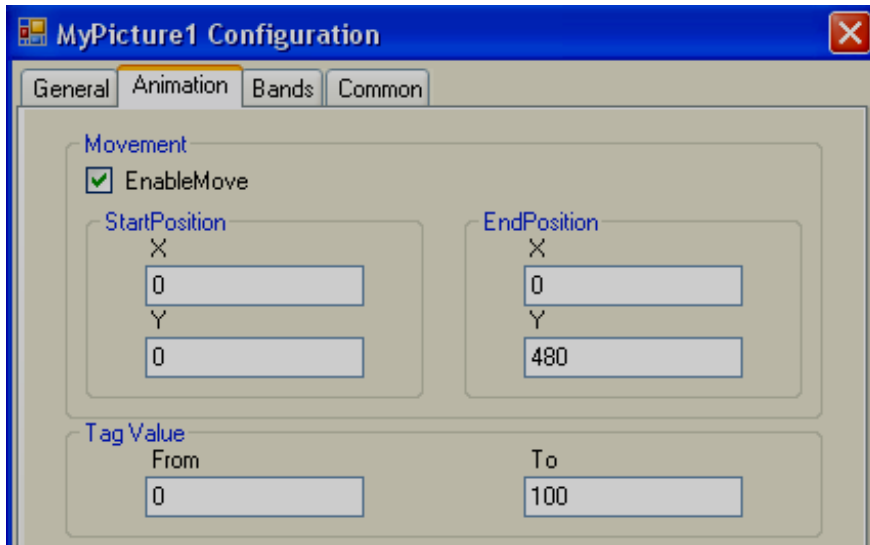 MyPicture1 Configuration
General Animation Bands Common
Movement
EnableMove
StartPosition EndPosition
X X
0 0
Y Y
0 480
Tag Value
From To
0 100